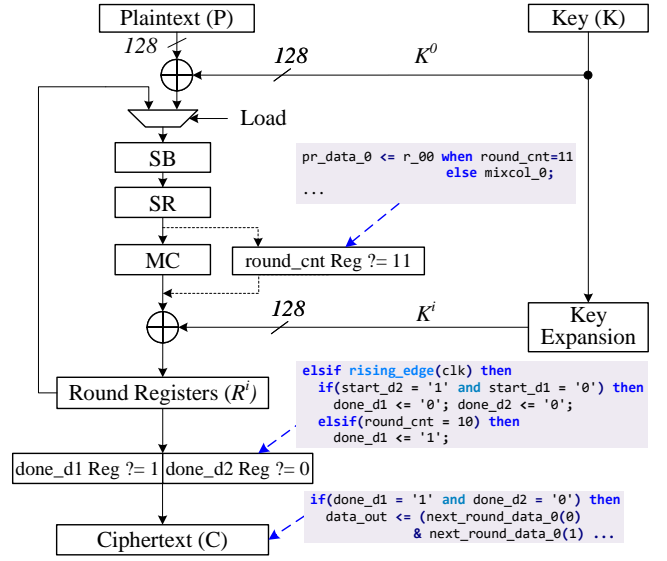 Plaintext (P)
Key (K)
128
128
K^0
Load
SB
pr_data_0 <= r_00 when round_cnt=11
else mixcol_0;
...
SR
MC
round_cnt Reg ?= 11
128
K^i
Key
Expansion
elsif rising_edge(clk) then
if(start_d2 = '1' and start_d1 = '0') then
done_d1 <= '0'; done_d2 <= '0';
elsif(round_cnt = 10) then
done_d1 <= '1';
Round Registers (R^i)
done_d1 Reg ?= 1
done_d2 Reg ?= 0
if(done_d1 = '1' and done_d2 = '0') then
data_out <= (next_round_data_0(0)
& next_round_data_0(1) ...
Ciphertext (C)